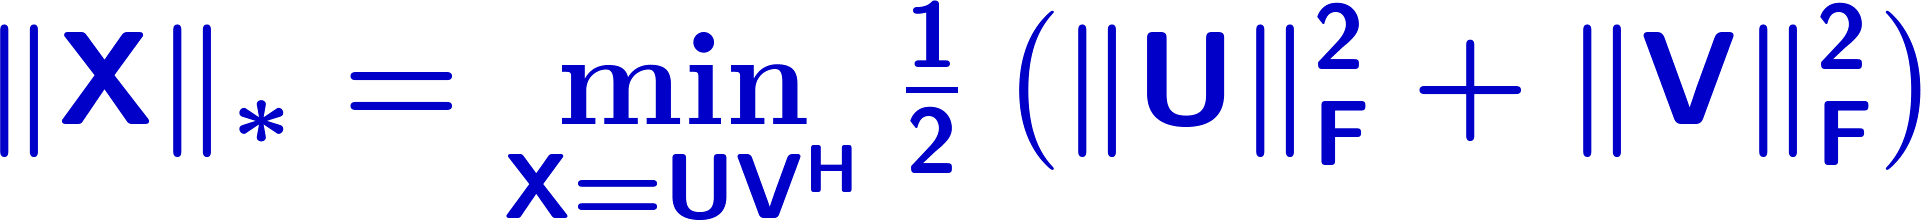 ‖X‖_* = min_{X=UV^H} 1/2 (‖U‖_F^2 + ‖V‖_F^2)